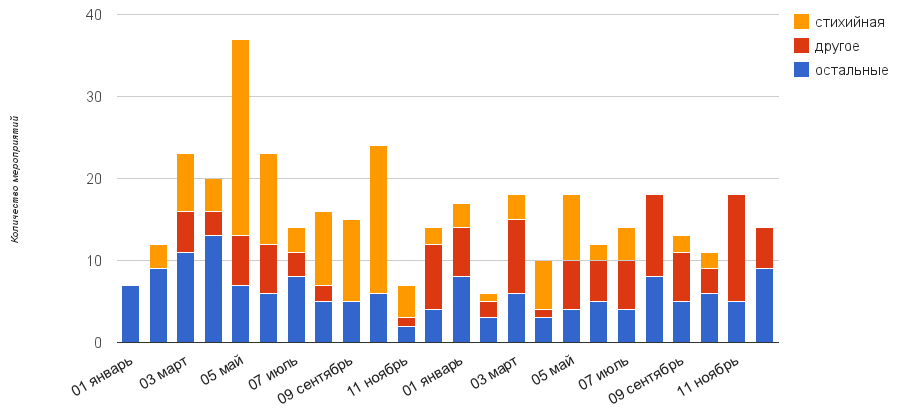 40
30
20
10
0
Количество мероприятий
01 январь
03 март
05 май
07 июль
09 сентябрь
11 ноябрь
01 январь
03 март
05 май
07 июль
09 сентябрь
11 ноябрь
стихийная
другое
остальные